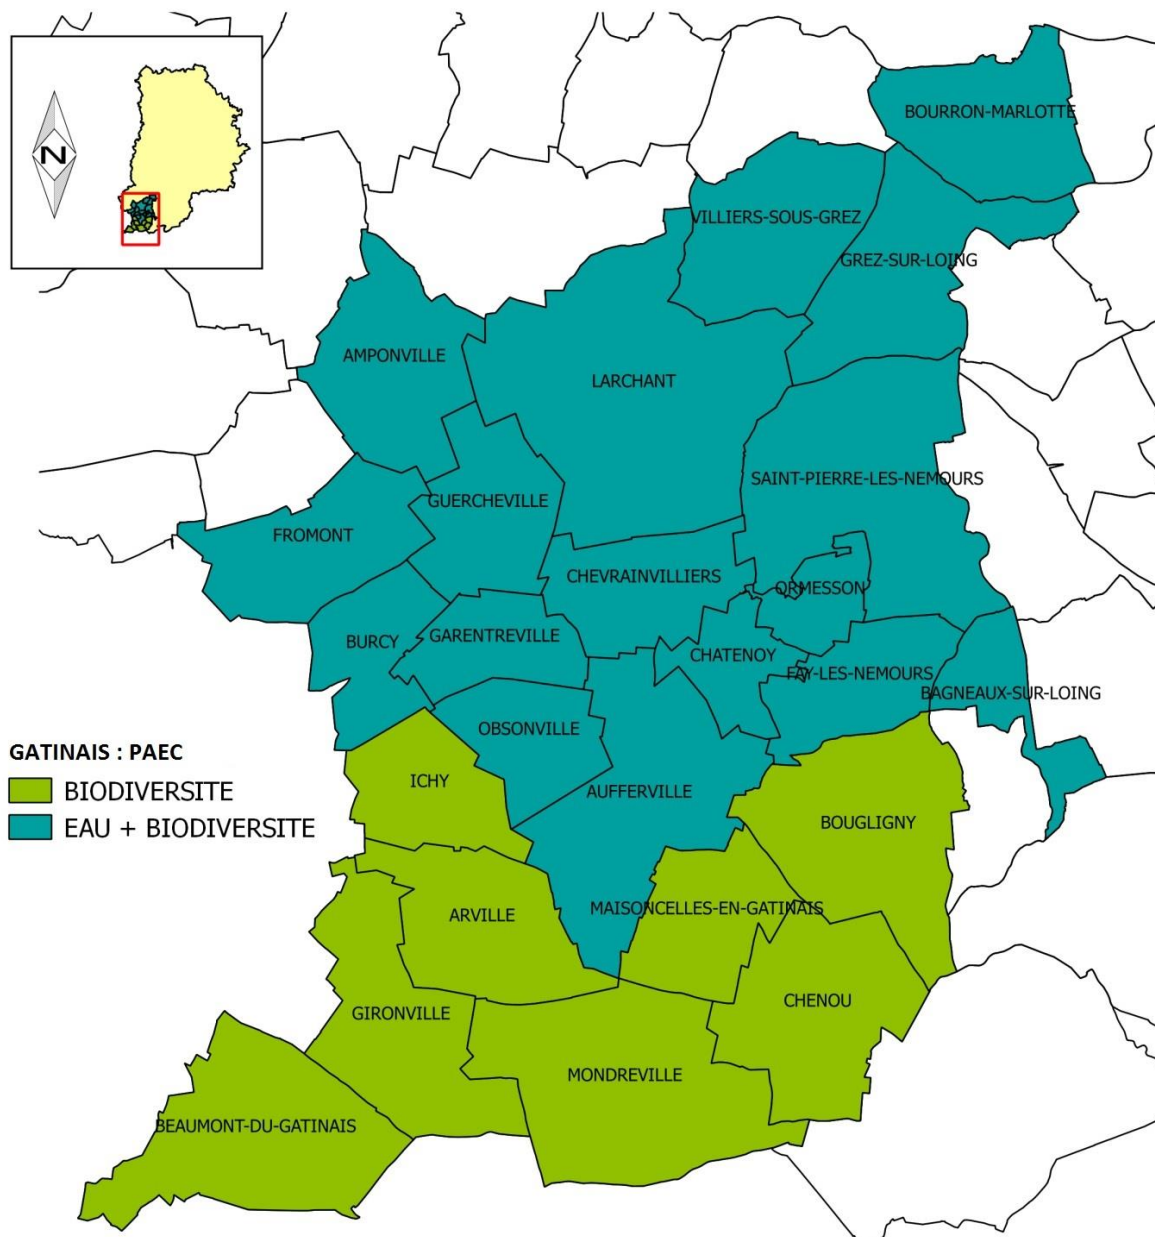 N
BOURRON-MARLOTTE
VILLIERS-SOUS-GREZ
GREZ-SUR-LOING
AMPONVILLE
LARCHANT
SAINT-PIERRE-LES-NEMOURS
GUERCHEVILLE
FROMONT
CHEVRAINVILLIERS
ORMESSON
BURCY
GARENTREVILLE
CHATENOY
FAY-LES-NEMOURS
BAGNEAUX-SUR-LOING
OBSONVILLE
GATINAIS : PAEC
ICHY
BIODIVERSITE
AUFFERVILLE
EAU + BIODIVERSITE
BOUGLIGNY
MAISONCELLES-EN-GATINAIS
ARVILLE
CHENOU
GIRONVILLE
MONDREVILLE
BEAUMONT-DU-GATINAIS